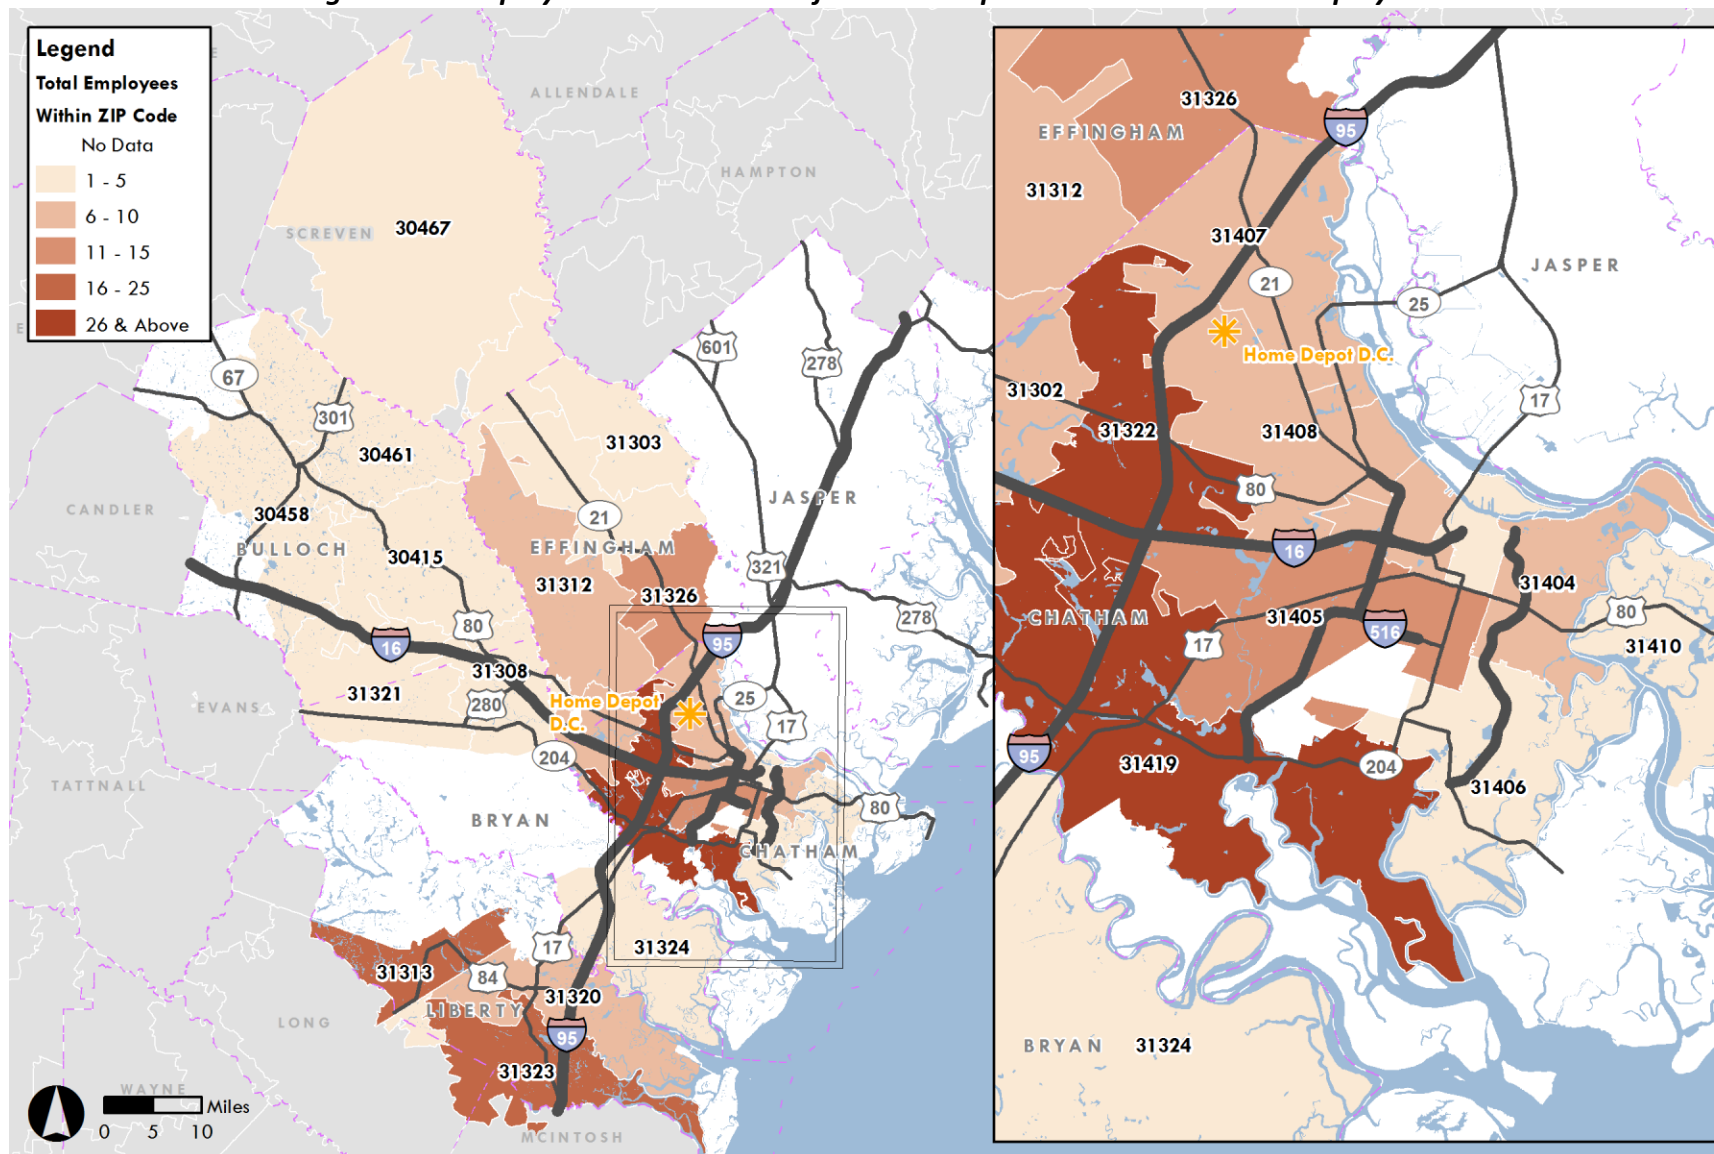 Legend
Total Employees
Within ZIP Code
No Data
1 - 5
6 - 10
11 - 15
16 - 25
26 & Above
ALLENDALE
HAMPTON
SCREVEN
30467
601
278
67
301
30461
31303
CANDLER
30458
BULLOCH
30415
21
EFFINGHAM
31312
31326
JASPER
321
278
80
16
95
31308
31321
280
EVANS
Home Depot
D.C.
25
17
204
TATTNALL
BRYAN
80
CHATHAM
17
31324
31313
84
31320
LIBERTY
LONG
95
31323
WAYNE
MCINTOSH
Miles
0 5 10
31326
EFFINGHAM
95
31312
31407
JASPER
21
25
Home Depot D.C.
31302
17
31322
31408
80
16
31404
CHATHAM
31405
516
80
17
31410
95
31419
204
31406
BRYAN
31324